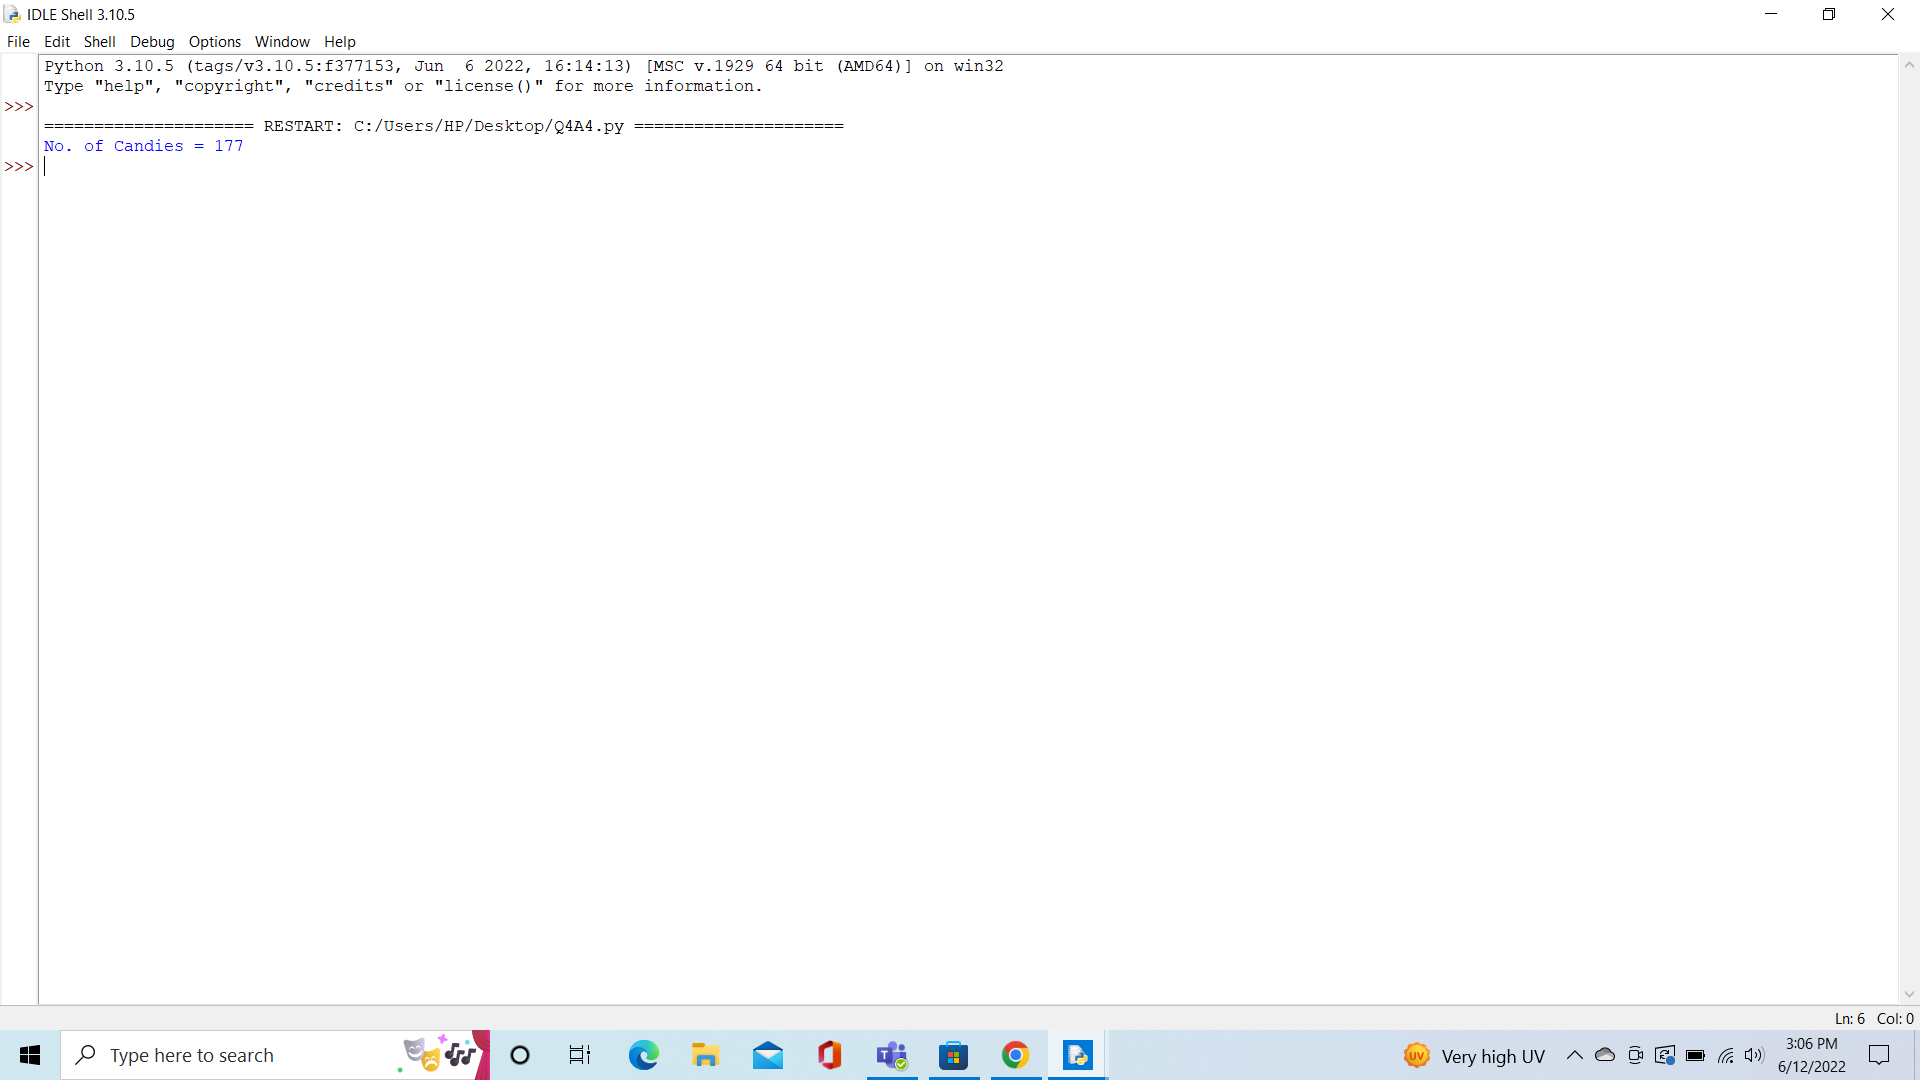 IDLE Shell 3.10.5
File Edit Shell Debug Options Window Help
Python 3.10.5 (tags/v3.10.5:f377153, Jun  6 2022, 16:14:13) [MSC v.1929 64 bit (AMD64)] on win32
Type "help", "copyright", "credits" or "license()" for more information.
>>>
===================== RESTART: C:/Users/HP/Desktop/Q4A4.py =====================
No. of Candies = 177
>>>
Ln: 6 Col: 0
Type here to search
UV Very high UV
3:06 PM
6/12/2022